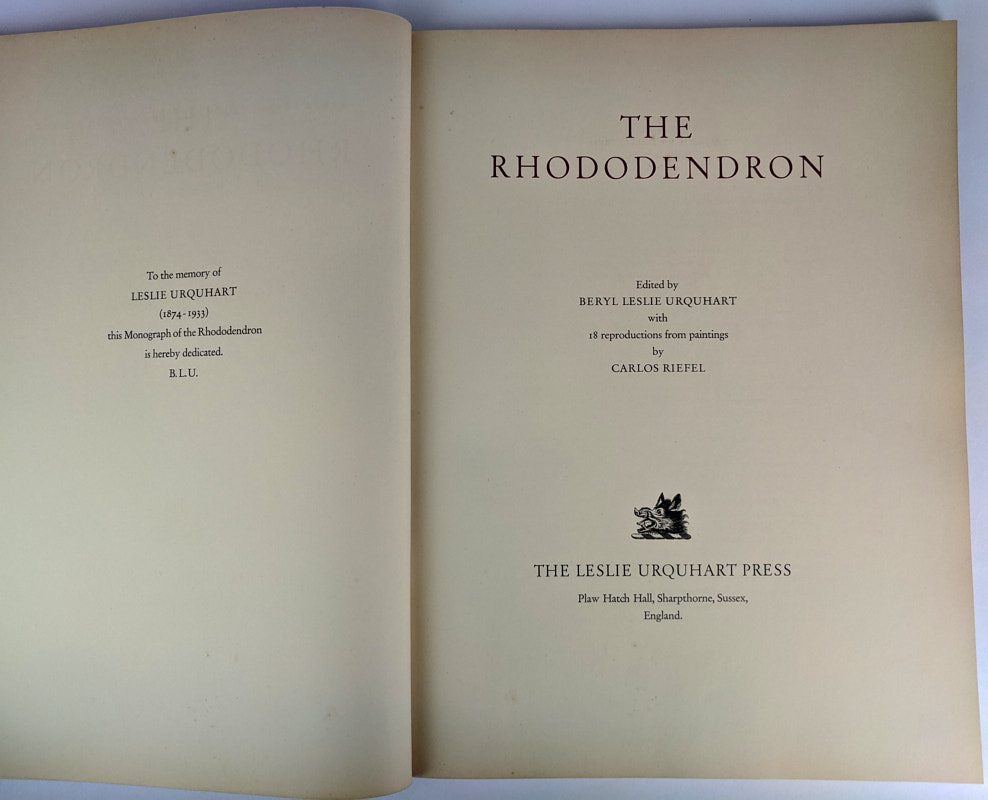 To the memory of
LESLIE URQUHART
(1874-1933)
this Monograph of the Rhododendron
is hereby dedicated.
B.L.U.
THE
RHODODENDRON
Edited by
BERYL LESLIE URQUHART
with
18 reproductions from paintings
by
CARLOS RIEFEL
THE LESLIE URQUHART PRESS
Plaw Hatch Hall, Sharpthorne, Sussex,
England.